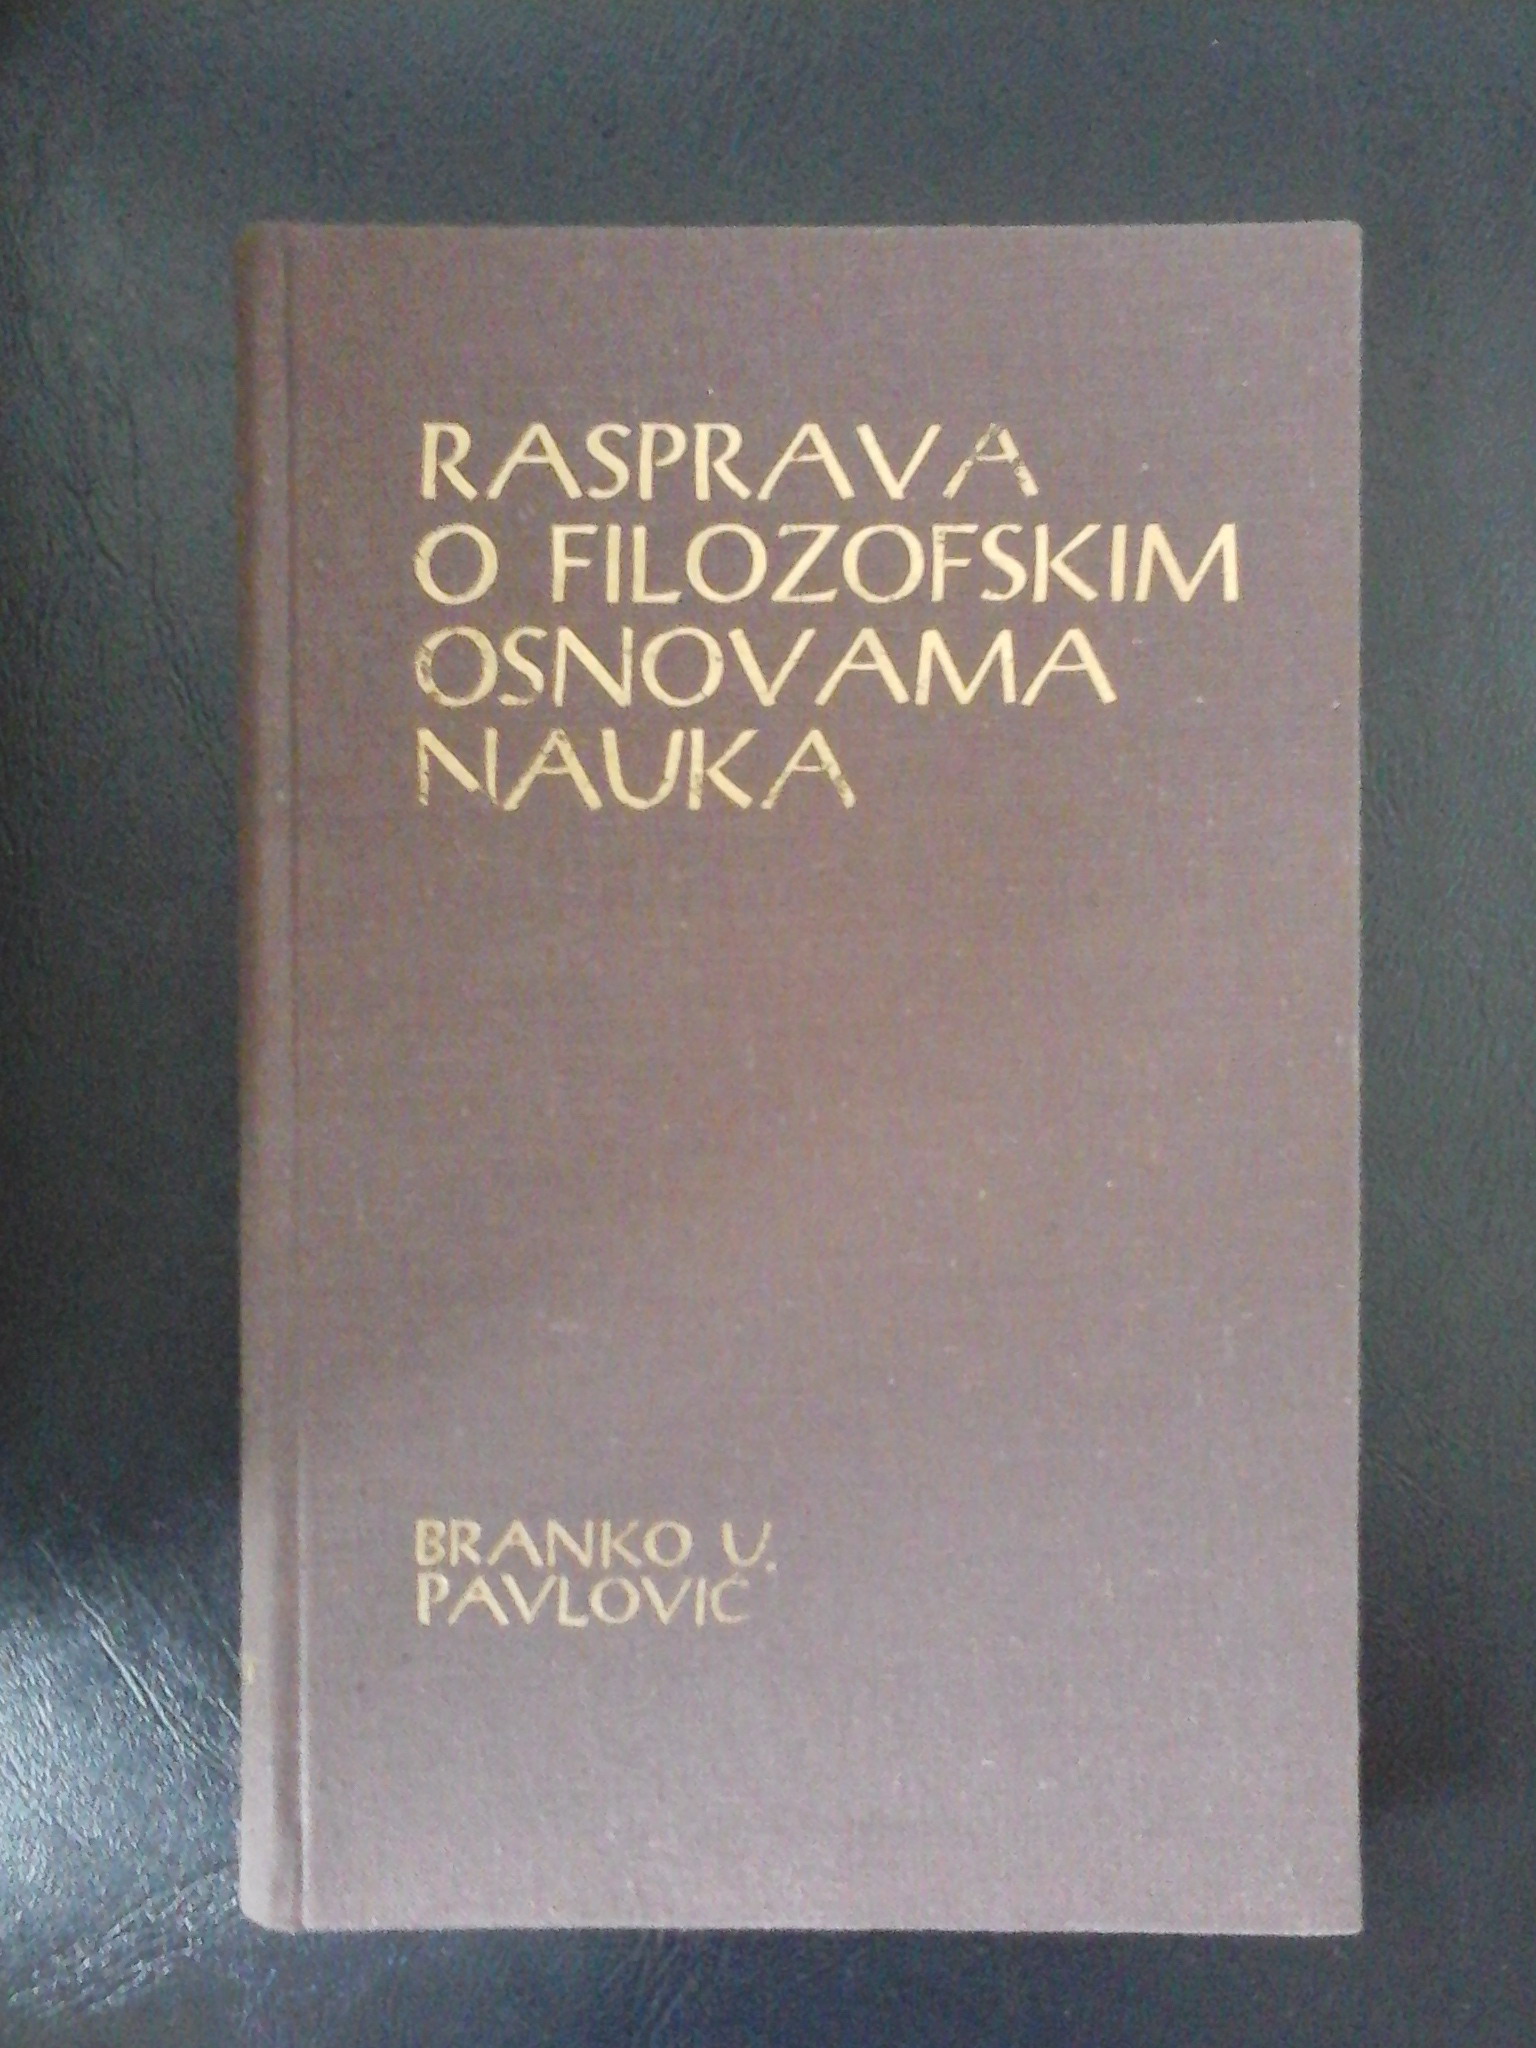 RASPRAVA
O FILOZOFSKIM
OSNOVAMA
NAUKA
BRANKO U.
PAVLOVIĆ